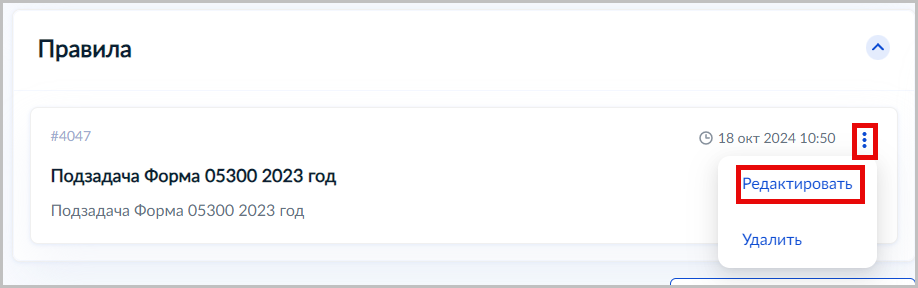 Правила
#4047
18 окт 2024 10:50
Подзадача Форма 05300 2023 год
Редактировать
Подзадача Форма 05300 2023 год
Удалить